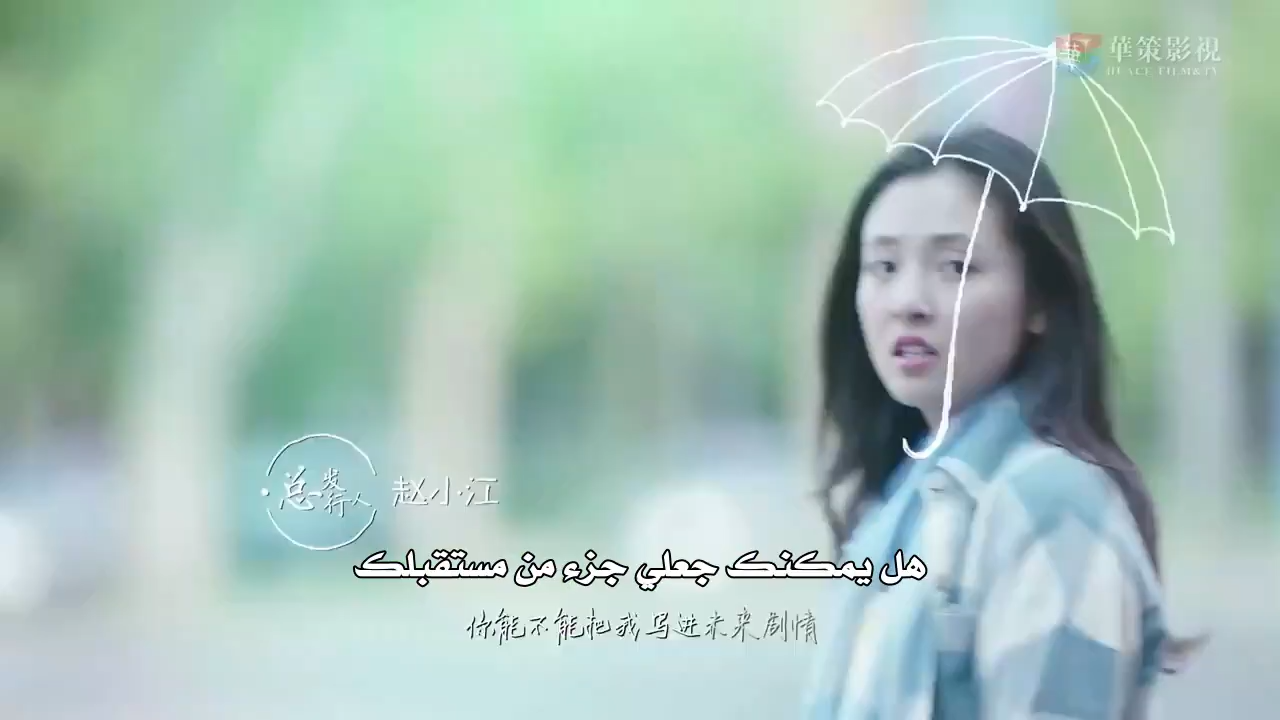 華策影視
HUACE FILM&TV
总发行人 赵小江
هل يمكنك جعلي جزء من مستقبلك
你能不能把我写进未来剧情